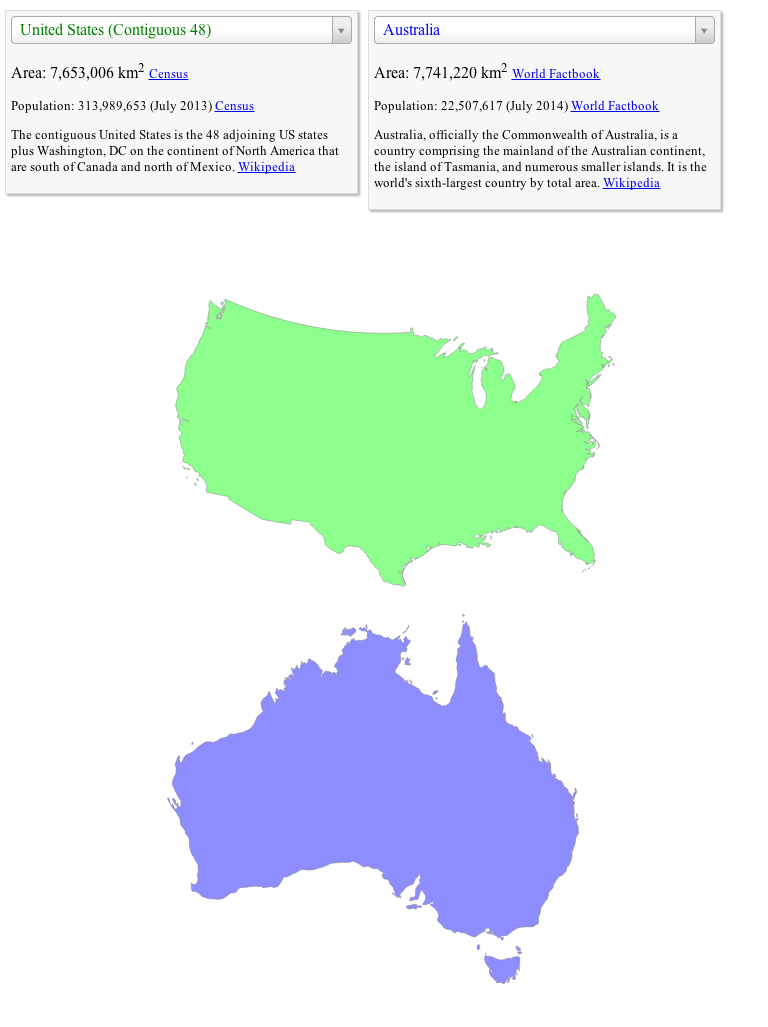 United States (Contiguous 48)
Area: 7,653,006 km2 Census
Population: 313,989,653 (July 2013) Census
The contiguous United States is the 48 adjoining US states
plus Washington, DC on the continent of North America that
are south of Canada and north of Mexico. Wikipedia
Australia
Area: 7,741,220 km2 World Factbook
Population: 22,507,617 (July 2014) World Factbook
Australia, officially the Commonwealth of Australia, is a
country comprising the mainland of the Australian continent,
the island of Tasmania, and numerous smaller islands. It is the
world's sixth-largest country by total area. Wikipedia